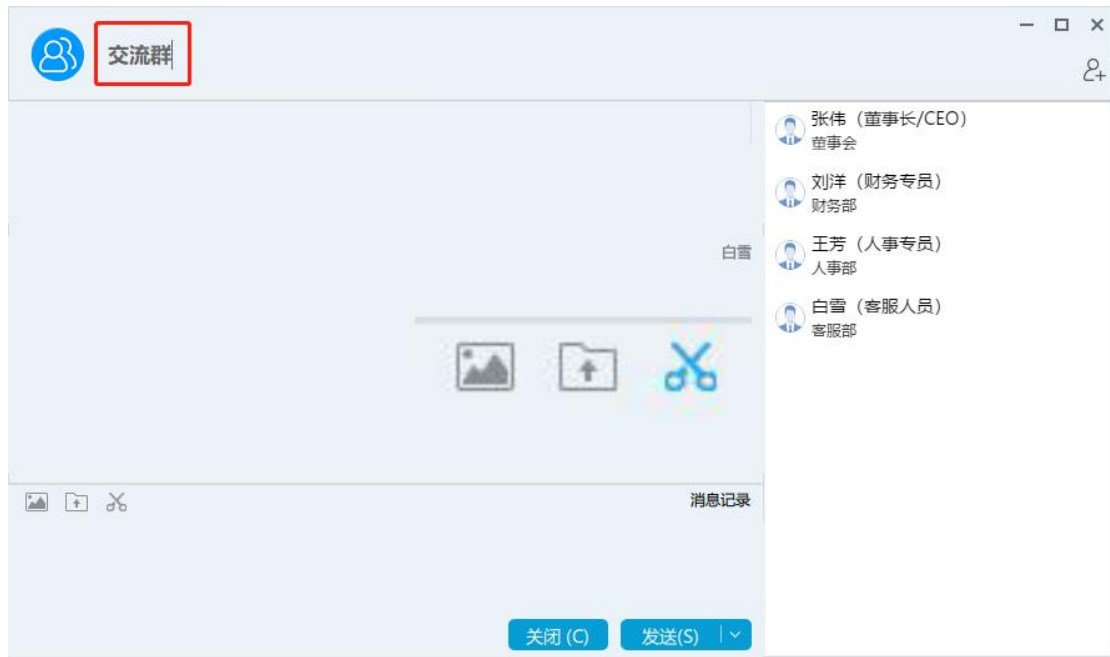 交流群
张伟（董事长/CEO）
董事会
刘洋（财务专员）
财务部
白雪
王芳（人事专员）
人事部
白雪（客服人员）
客服部
消息记录
关闭 (C)
发送(S)